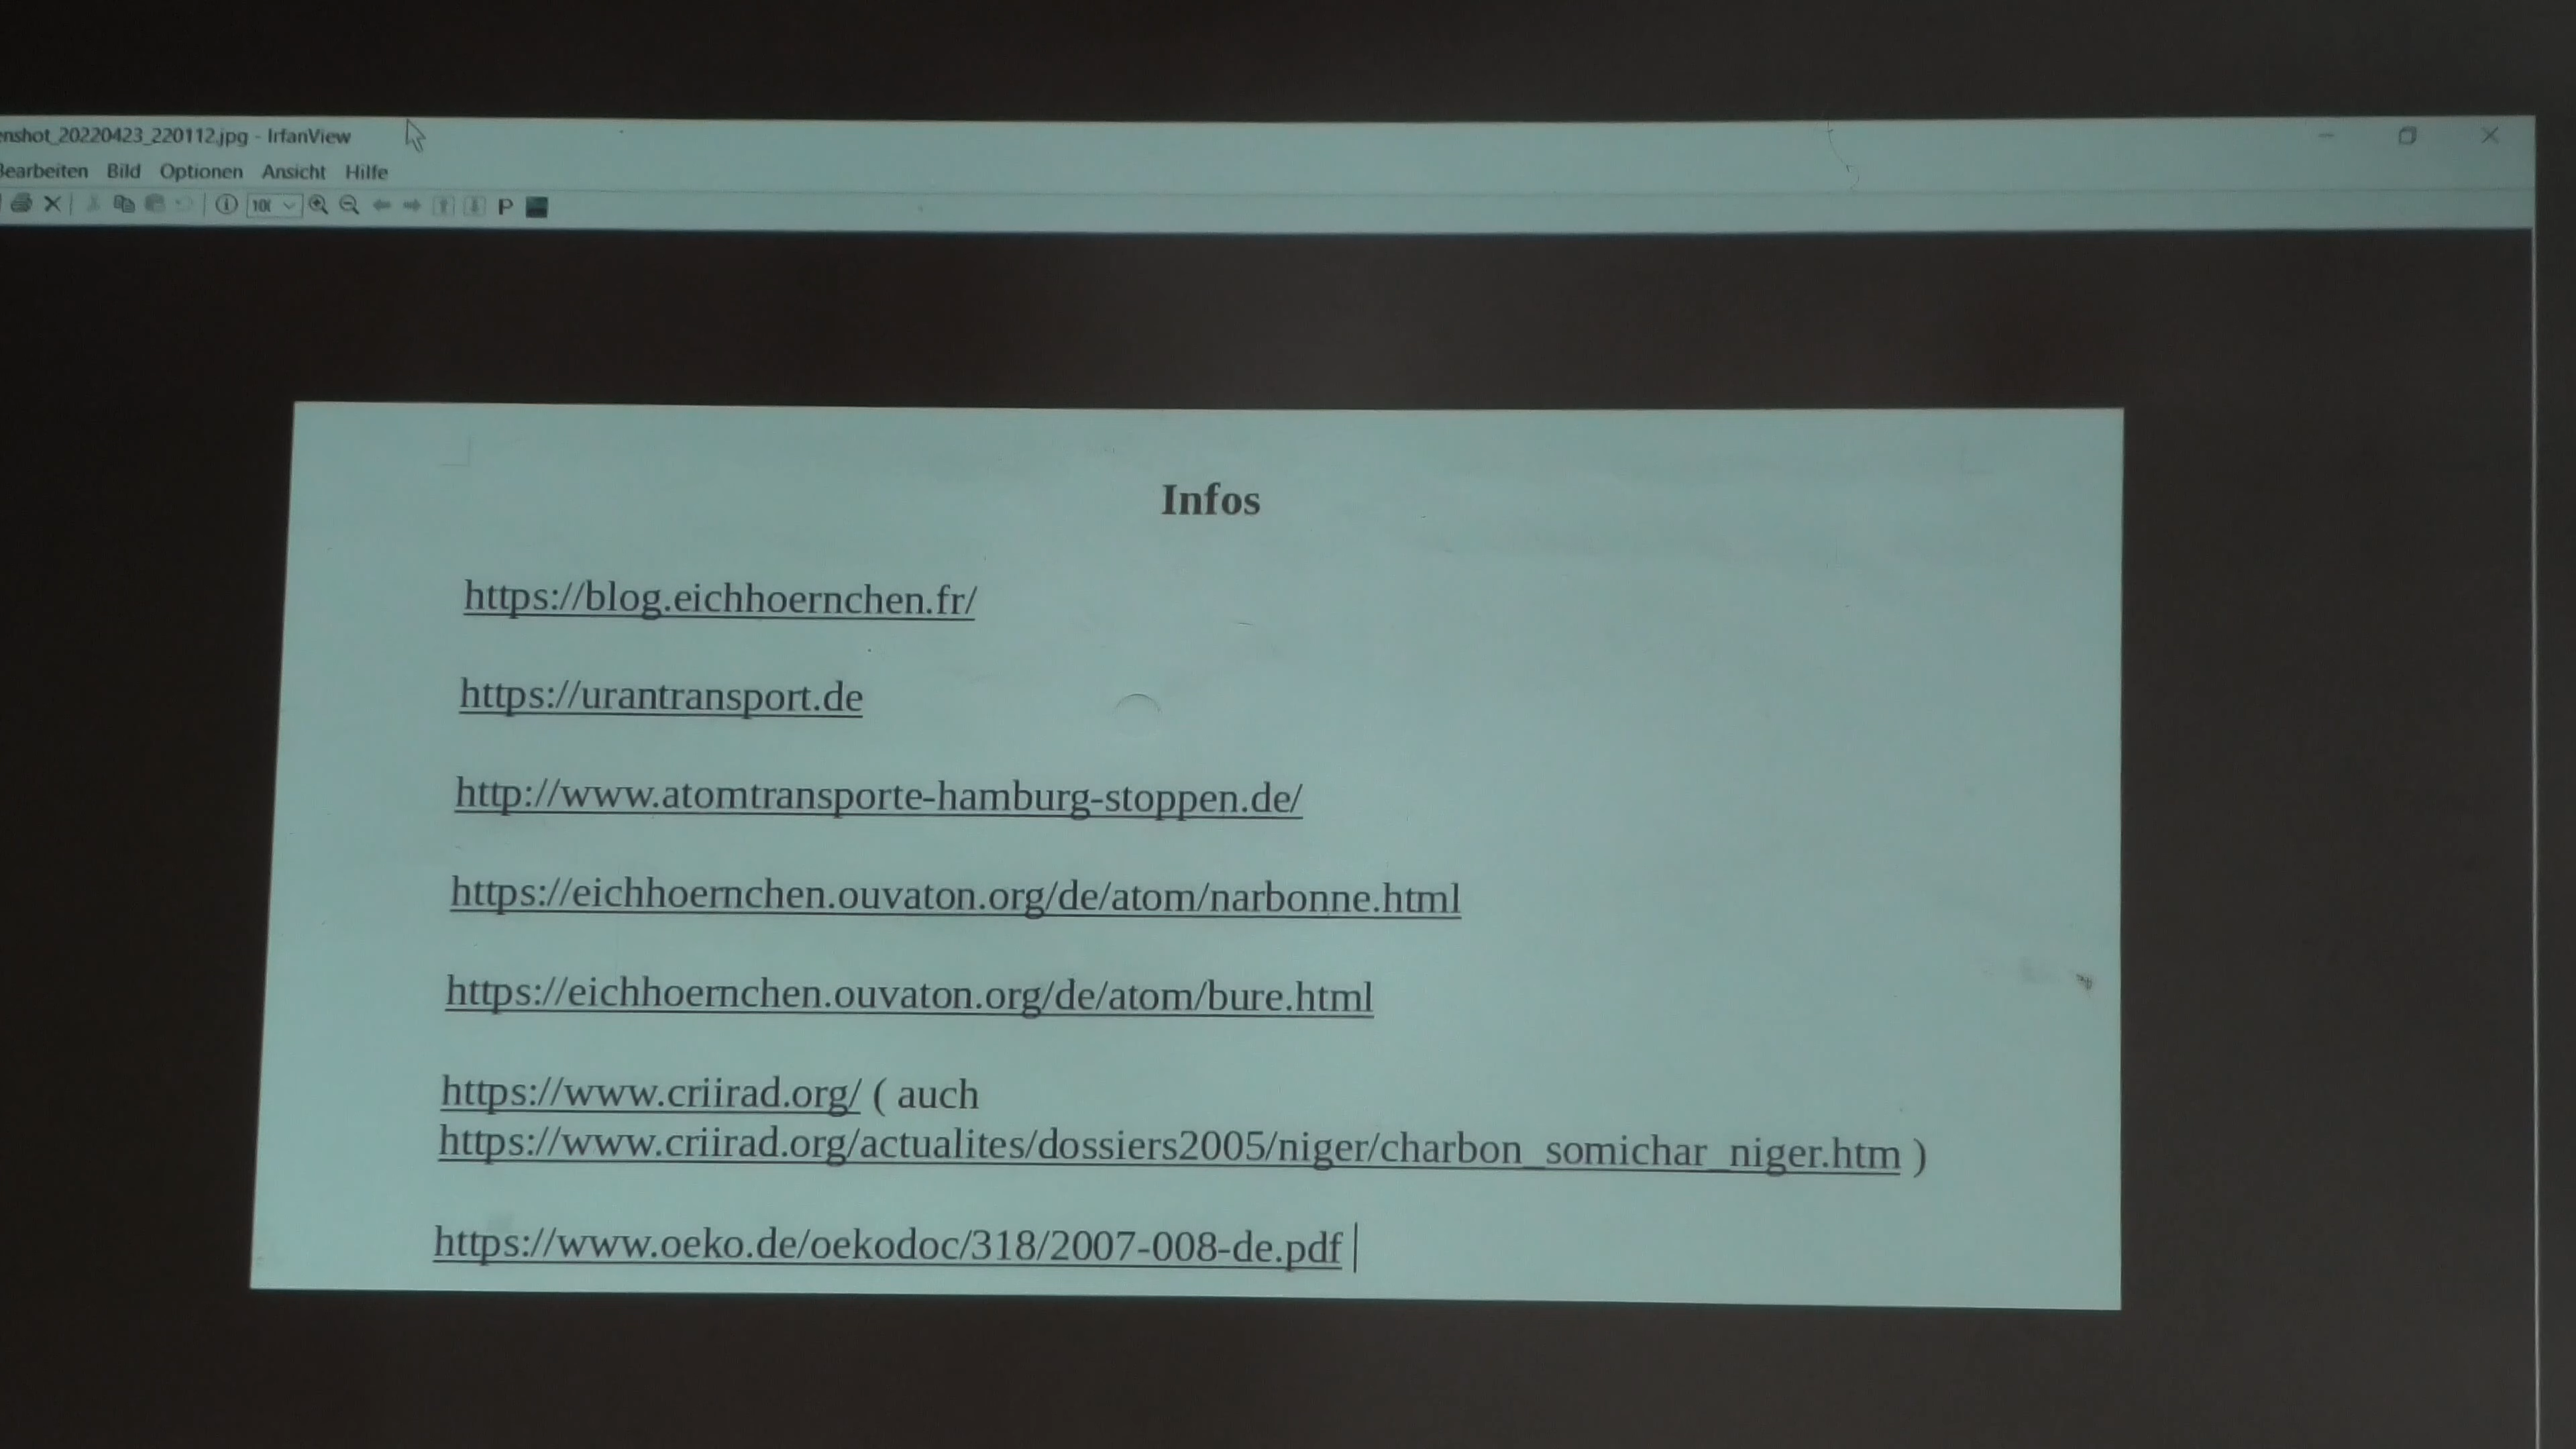 enshot_20220423_220112.jpg - IrfanView
Bearbeiten Bild Optionen Ansicht Hilfe
100 P
Infos
https://blog.eichhoernchen.fr/
https://urantransport.de
http://www.atomtransporte-hamburg-stoppen.de/
https://eichhoernchen.ouvaton.org/de/atom/narbonne.html
https://eichhoernchen.ouvaton.org/de/atom/bure.html
https://www.criirad.org/ ( auch
https://www.criirad.org/actualites/dossiers2005/niger/charbon_somichar_niger.htm )
https://www.oeko.de/oekodoc/318/2007-008-de.pdf